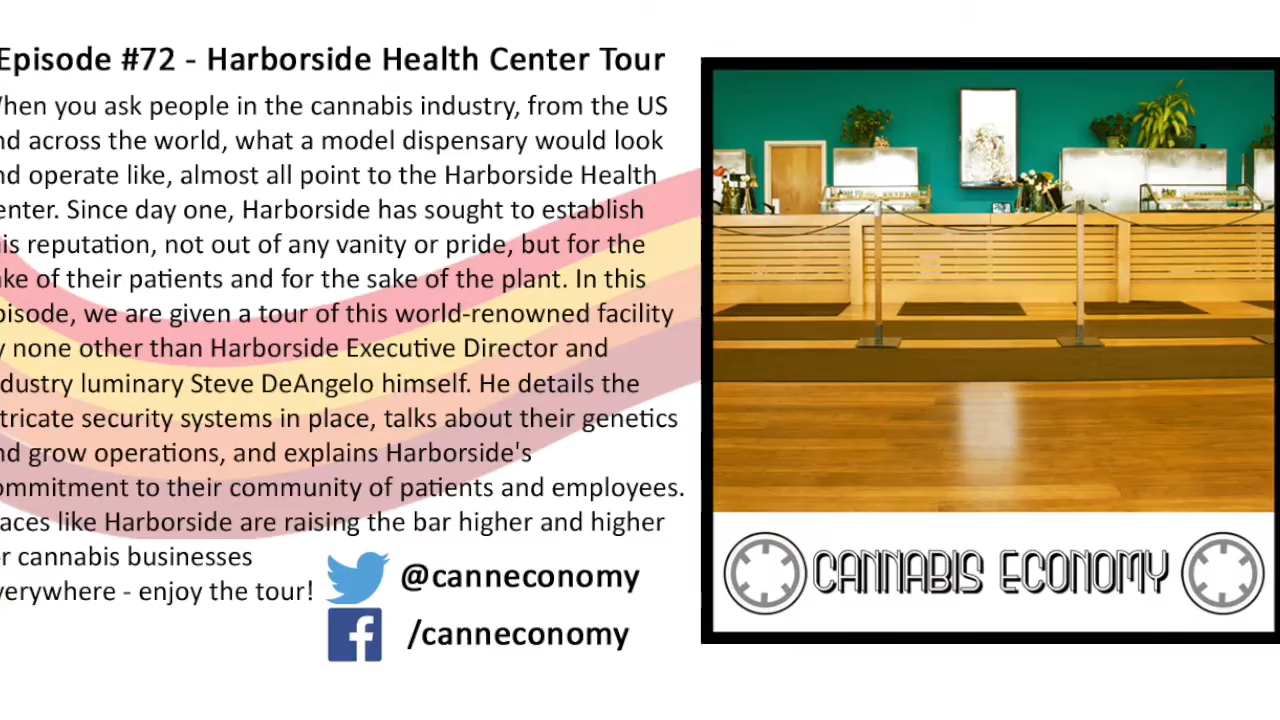 Episode #72 - Harborside Health Center Tour
hen you ask people in the cannabis industry, from the US
nd across the world, what a model dispensary would look
nd operate like, almost all point to the Harborside Health
enter. Since day one, Harborside has sought to establish
is reputation, not out of any vanity or pride, but for the
ke of their patients and for the sake of the plant. In this
pisode, we are given a tour of this world-renowned facility
y none other than Harborside Executive Director and
dustry luminary Steve DeAngelo himself. He details the
tricate security systems in place, talks about their genetics
nd grow operations, and explains Harborside's
ommitment to their community of patients and employees.
aces like Harborside are raising the bar higher and higher
r cannabis businesses
verywhere - enjoy the tour!
@canneconomy
/canneconomy
CANNABIS ECONOMY